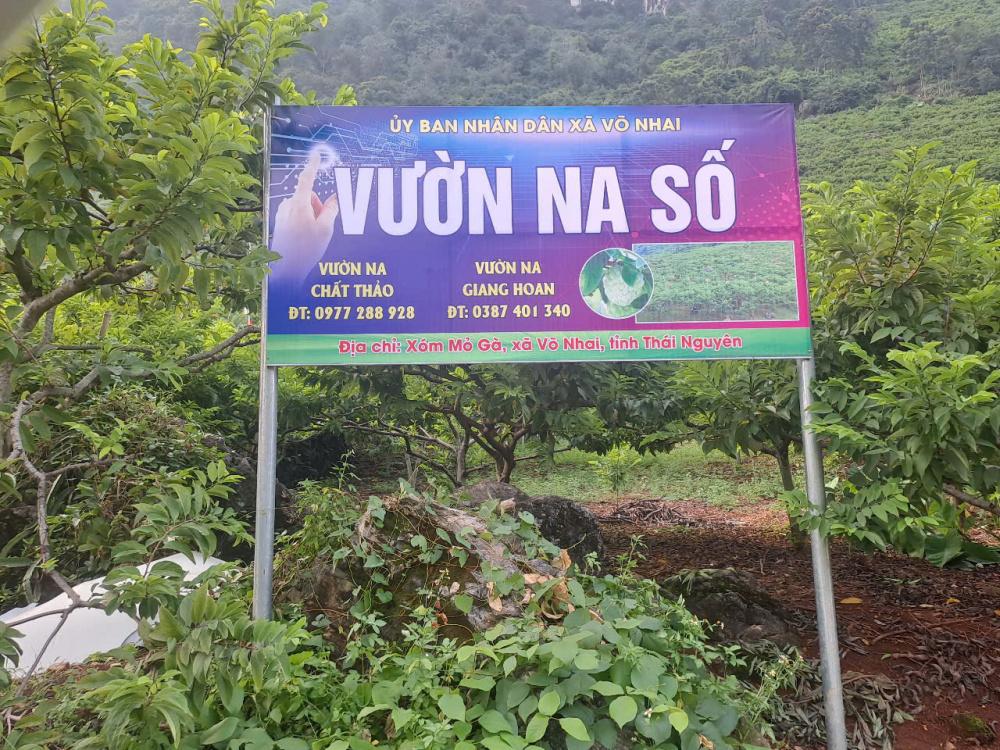 ỦY BAN NHÂN DÂN XÃ VÕ NHAI
VƯỜN NA SỐ
VƯỜN NA
CHẤT THẢO
ĐT: 0977 288 928
VƯỜN NA
GIANG HOAN
ĐT: 0387 401 340
Địa chỉ: Xóm Mỏ Gà, xã Võ Nhai, tỉnh Thái Nguyên